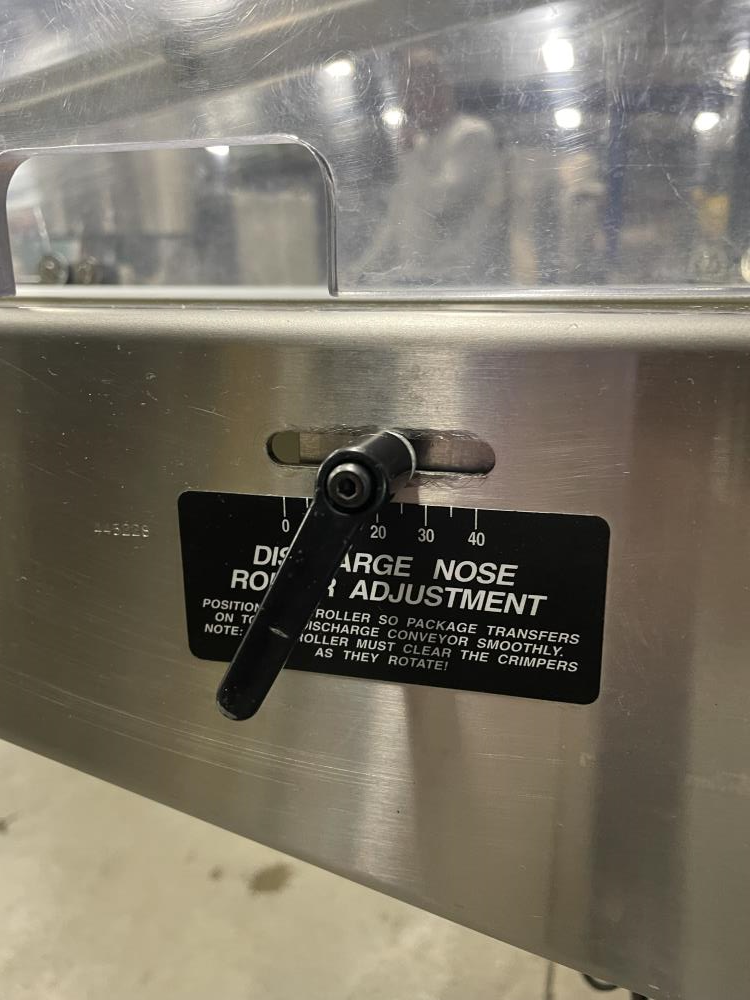 445228
0 20 30 40
DIS ARGE NOSE
RO R ADJUSTMENT
POSITION ROLLER SO PACKAGE TRANSFERS
ON TO DISCHARGE CONVEYOR SMOOTHLY.
NOTE: ROLLER MUST CLEAR THE CRIMPERS
AS THEY ROTATE!